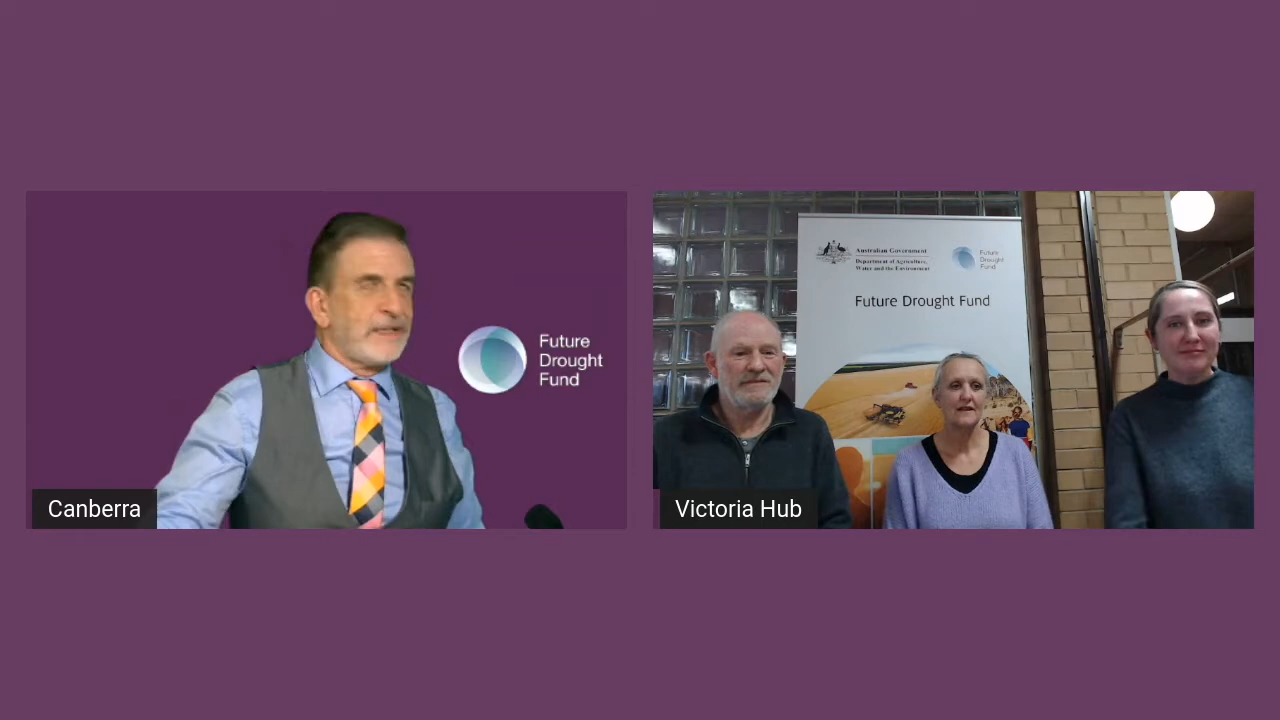 Future
Drought
Fund
Canberra
Australian Government
Department of Agriculture,
Water and the Environment
Future
Drought
Fund
Future Drought Fund
Victoria Hub